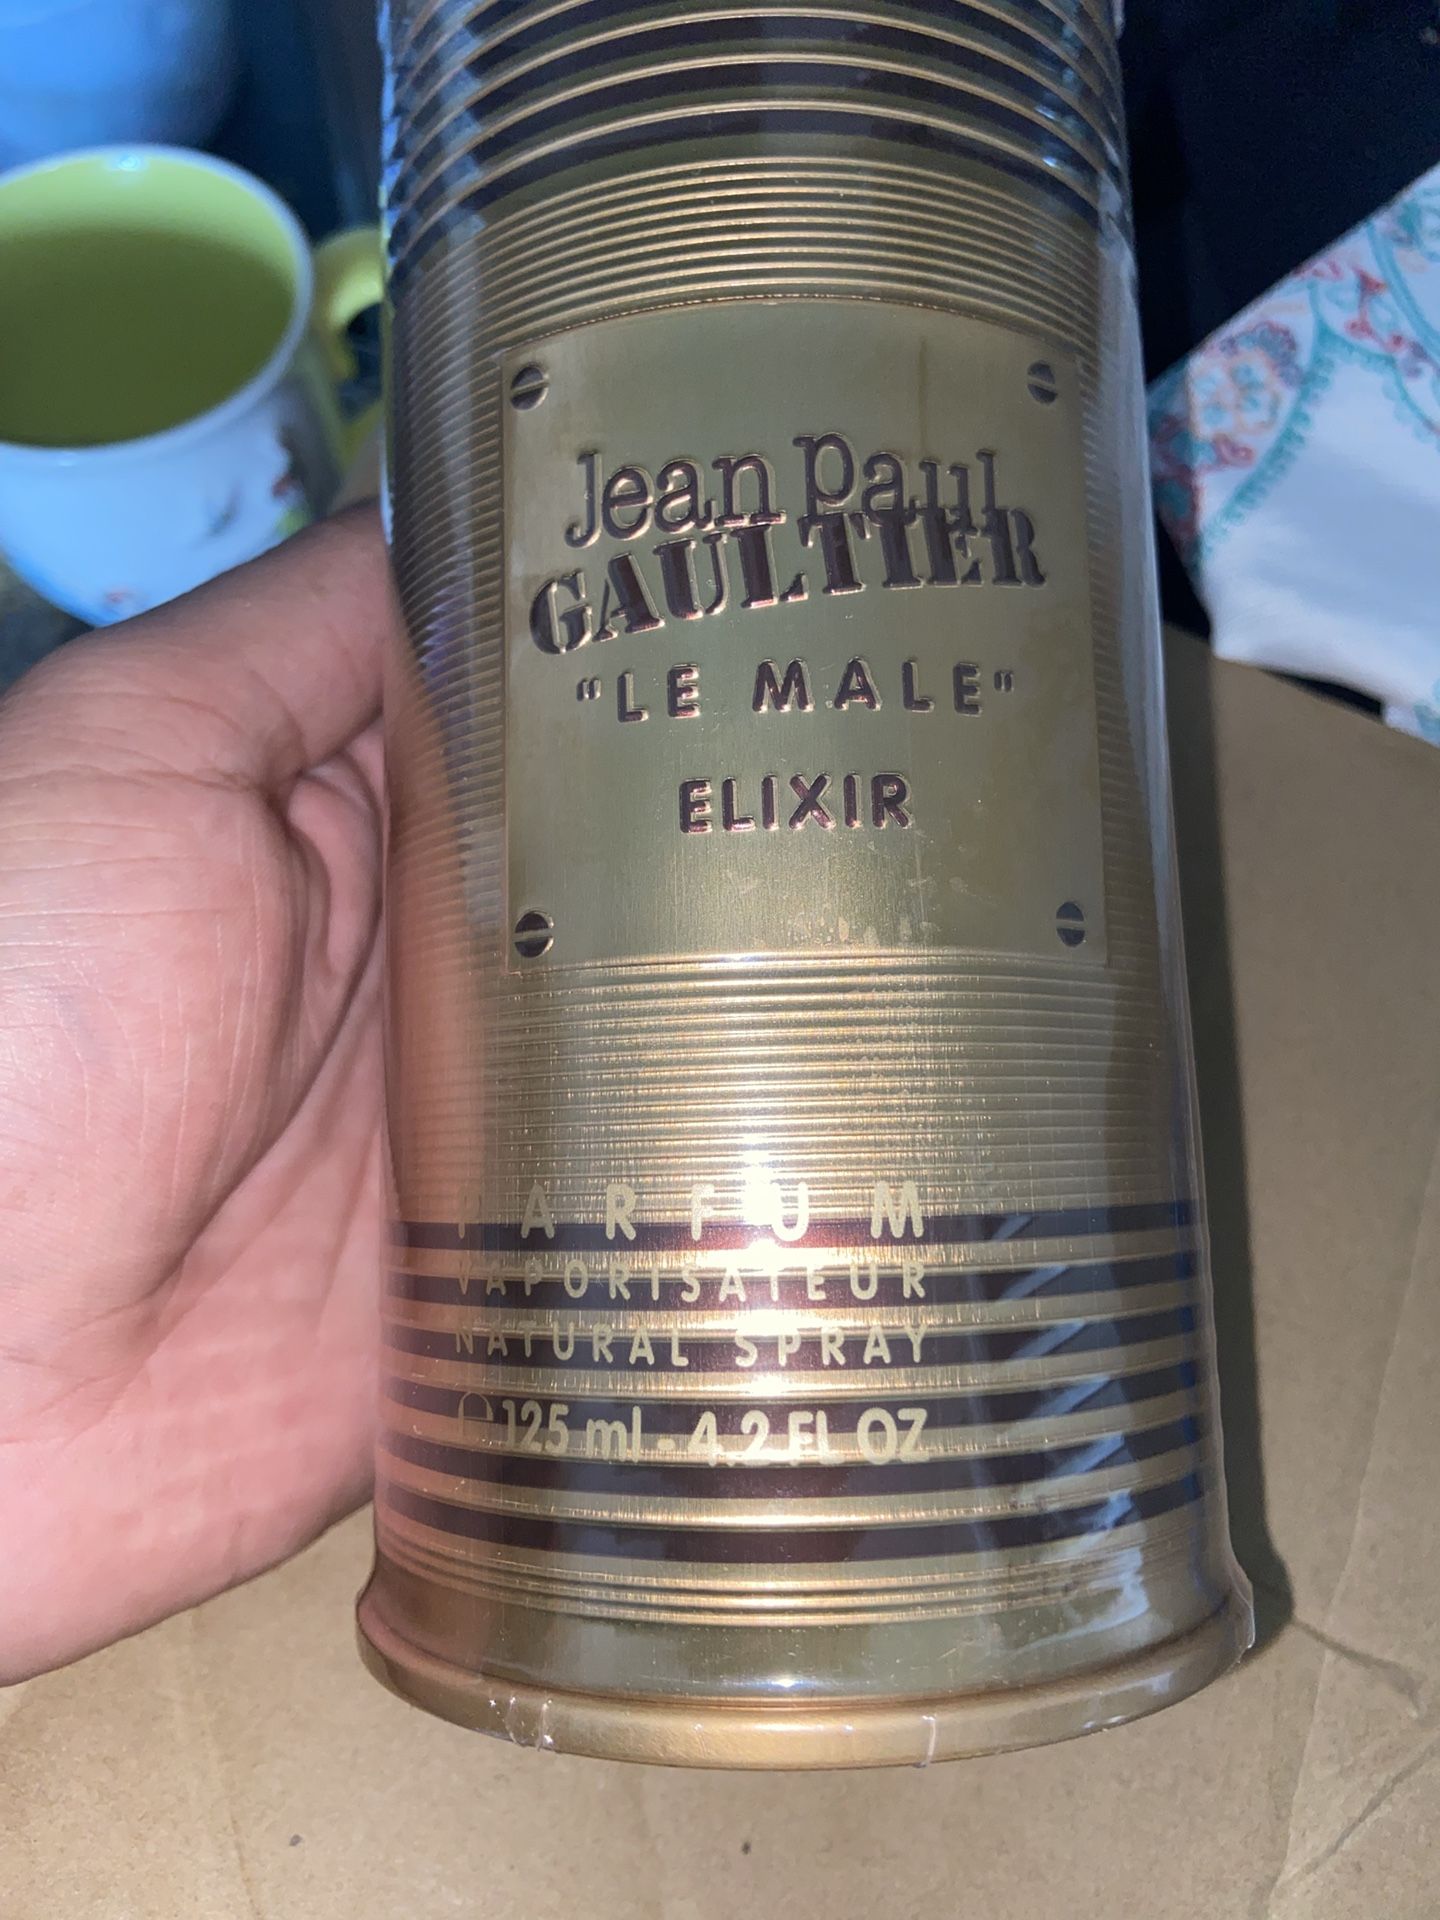 Jean Paul
GAULTIER
"LE MALE"
ELIXIR
PARFUM
VAPORISATEUR
NATURAL SPRAY
℮ 125 ml - 4.2 FL OZ